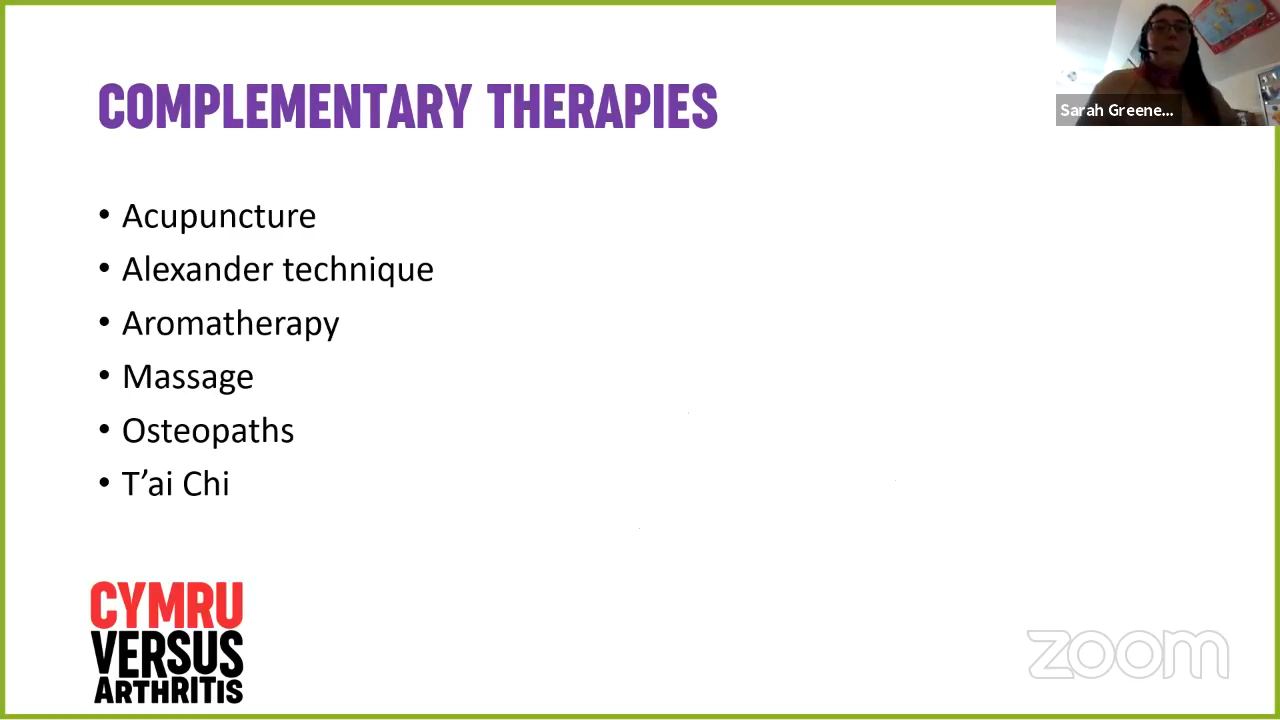 COMPLEMENTARY THERAPIES
Sarah Greene...
• Acupuncture
• Alexander technique
• Aromatherapy
• Massage
• Osteopaths
• T’ai Chi
CYMRU
VERSUS
ARTHRITIS
zoom